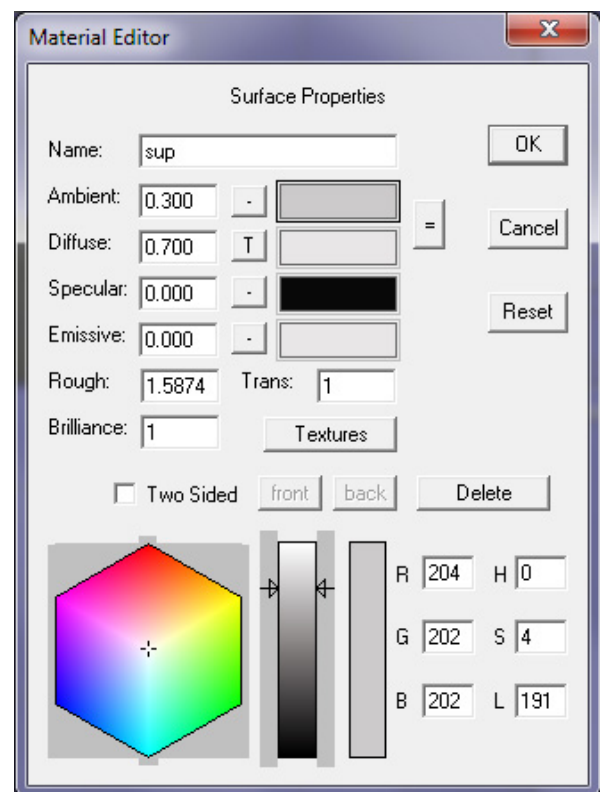 Material Editor
Surface Properties
Name: sup OK
Ambient: 0.300 -
Diffuse: 0.700 T = Cancel
Specular: 0.000 -
Emissive: 0.000 - Reset
Rough: 1.5874 Trans: 1
Brilliance: 1 Textures
Two Sided front back Delete
R 204 H 0
G 202 S 4
B 202 L 191